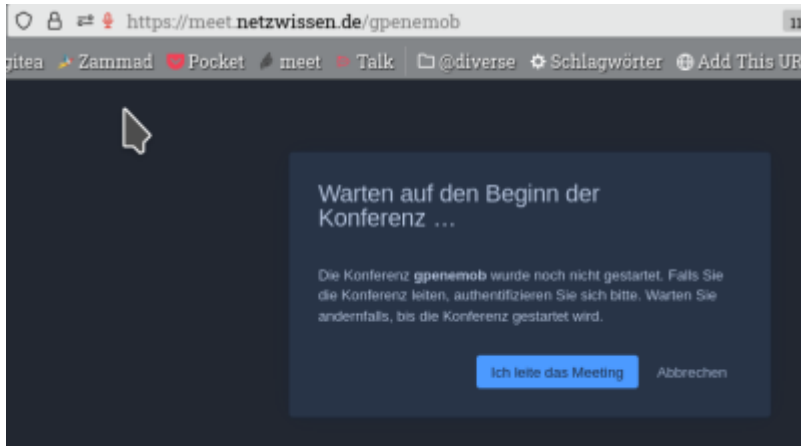 https://meet.netzwissen.de/gpenemob
gitea Zammad Pocket meet Talk @diverse Schlagwörter Add This UR
Warten auf den Beginn der
Konferenz …
Die Konferenz gpenemob wurde noch nicht gestartet. Falls Sie
die Konferenz leiten, authentifizieren Sie sich bitte. Warten Sie
andernfalls, bis die Konferenz gestartet wird.
Ich leite das Meeting Abbrechen